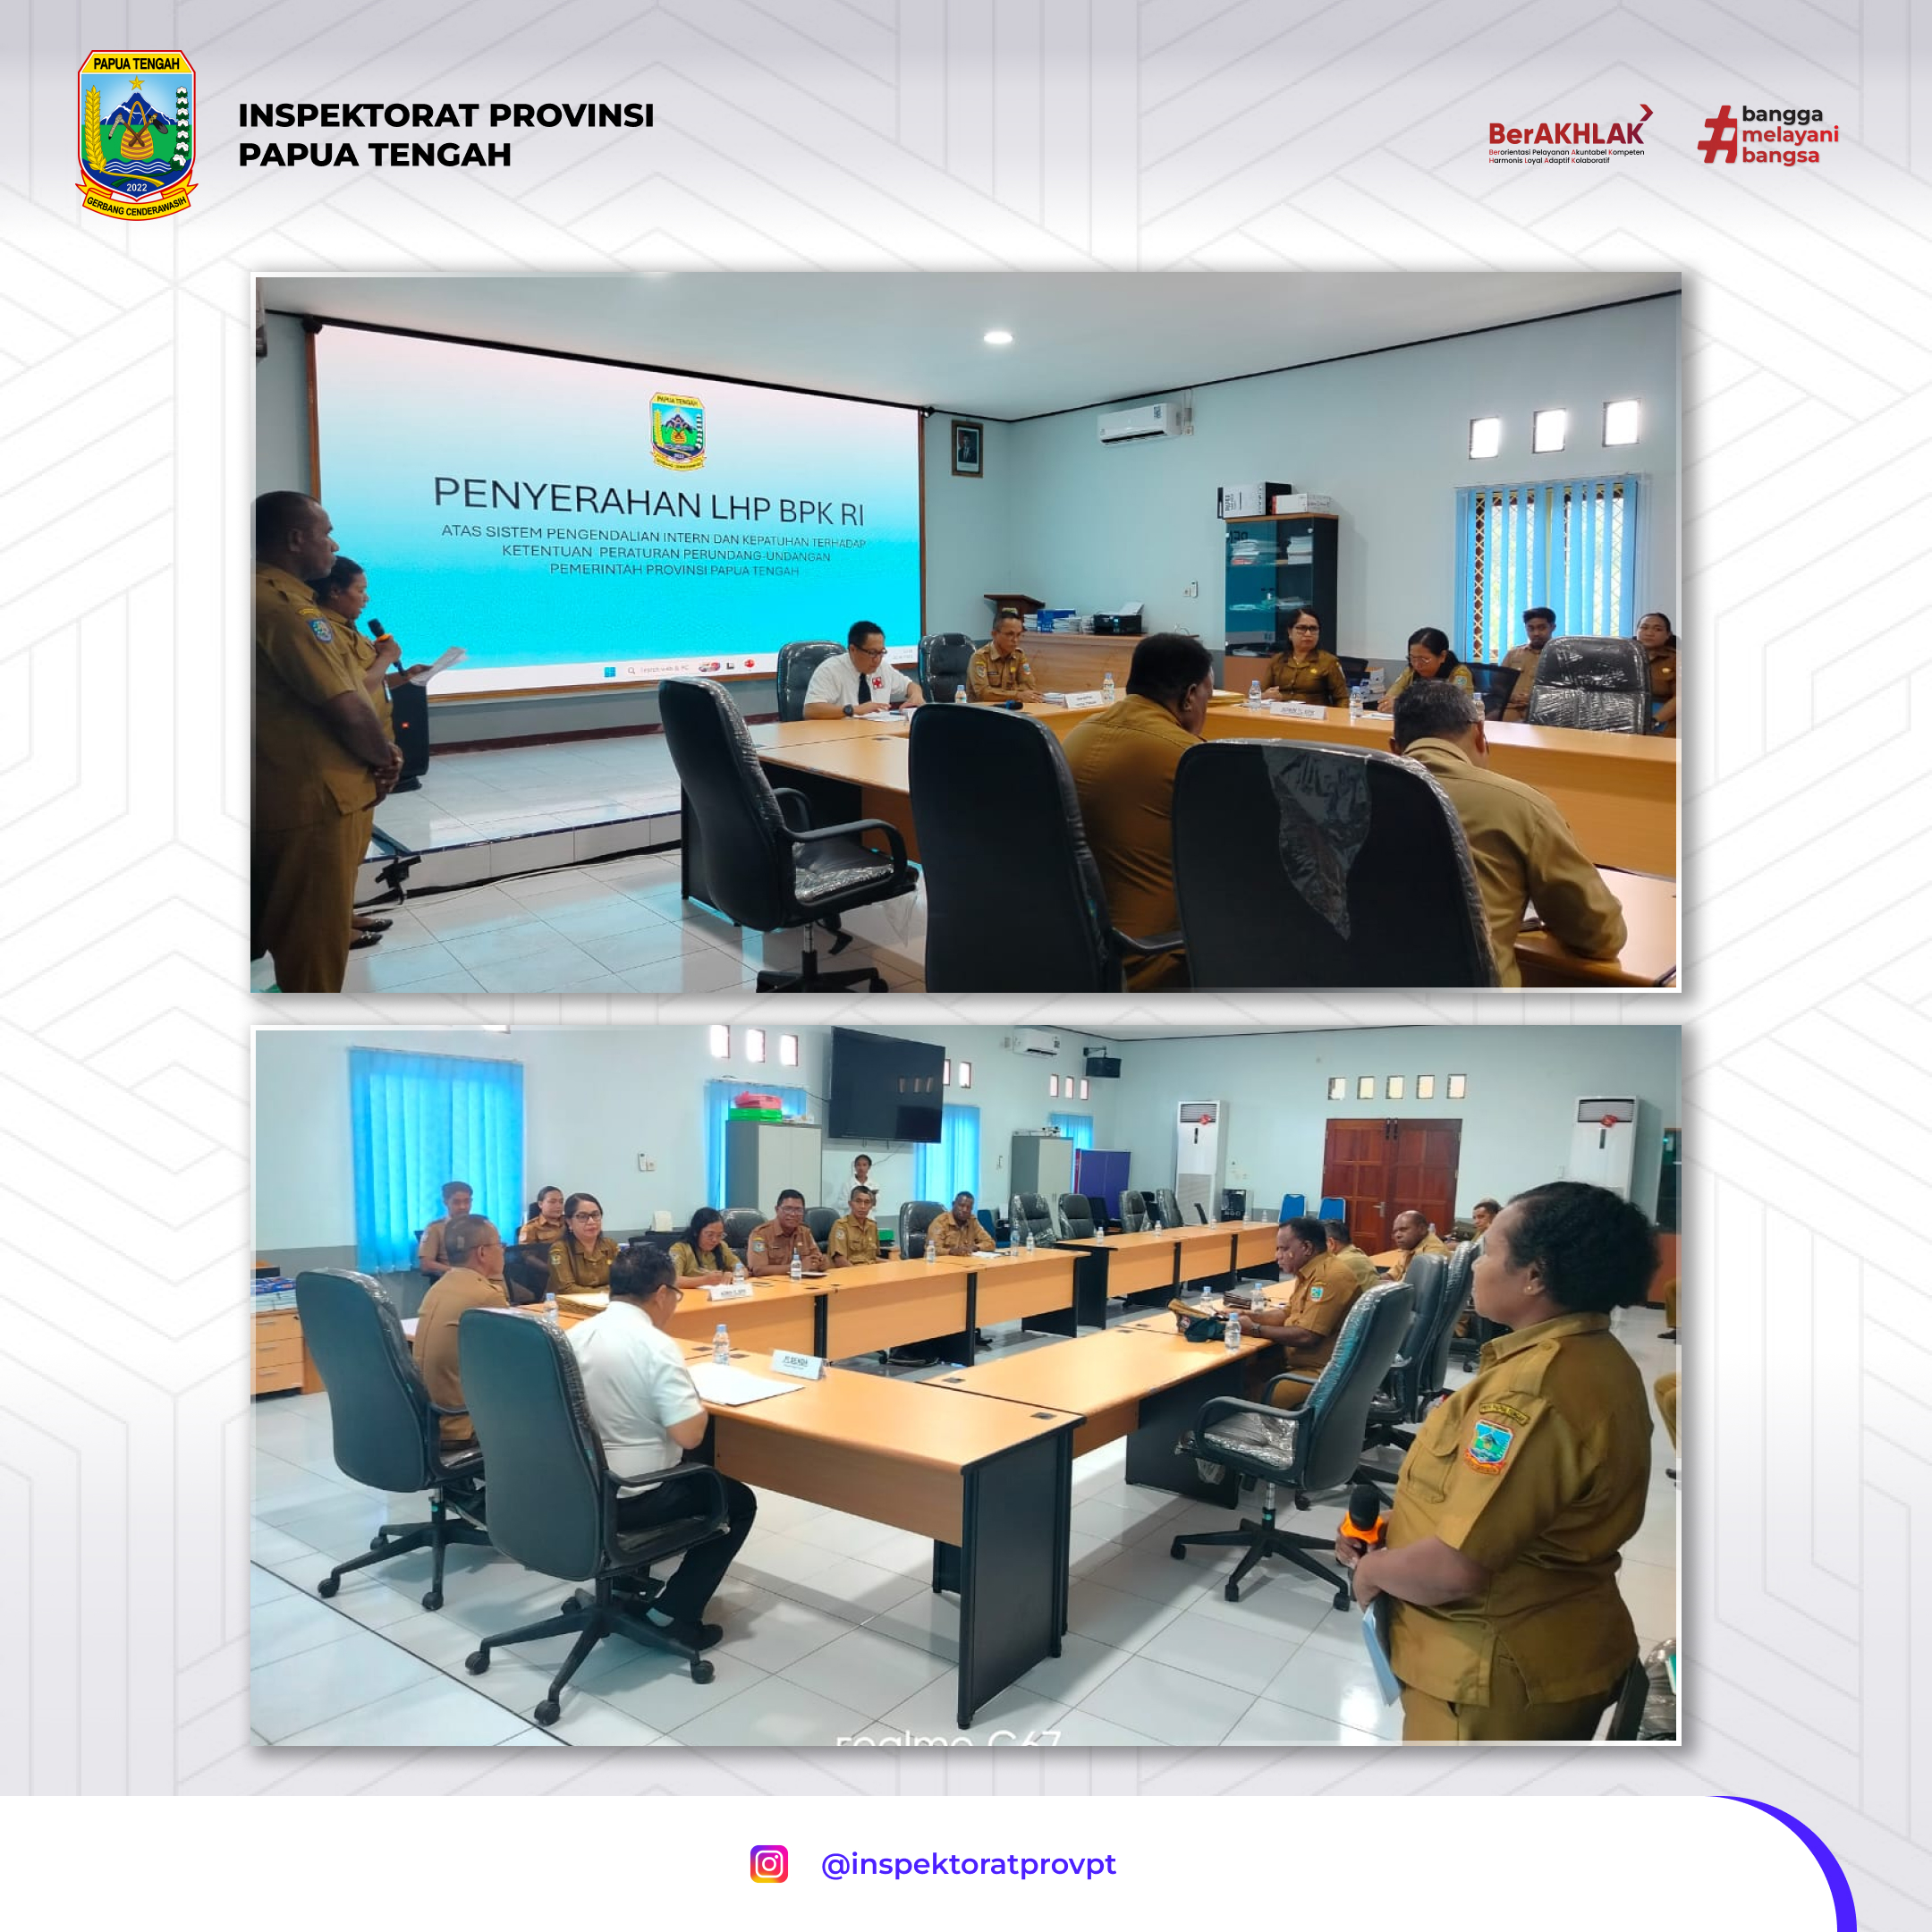 PAPUA TENGAH
2022
GERBANG CENDERAWASIH
INSPEKTORAT PROVINSI
PAPUA TENGAH
BerAKHLAK
Berorientasi Pelayanan Akuntabel Kompeten
Harmonis Loyal Adaptif Kolaboratif
#bangga
melayani
bangsa
PAPUA TENGAH
PENYERAHAN LHP BPK RI
ATAS SISTEM PENGENDALIAN INTERN DAN KEPATUHAN TERHADAP
KETENTUAN PERATURAN PERUNDANG-UNDANGAN
PEMERINTAH PROVINSI PAPUA TENGAH
realme C67
@inspektoratprovpt